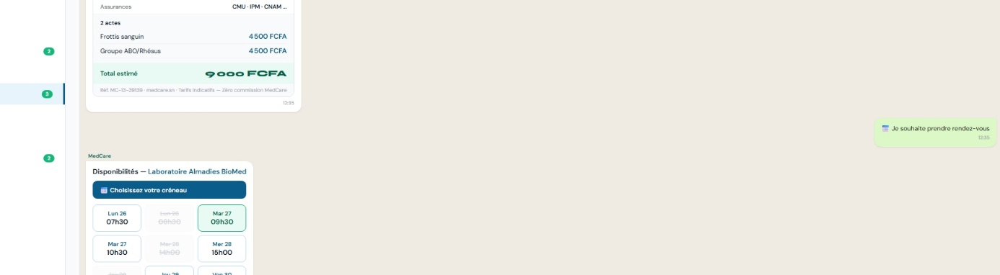 Assurances CMU · IPM · CNAM ...
2 actes
Frottis sanguin 4 500 FCFA
Groupe ABO/Rhésus 4 500 FCFA
Total estimé 9 000 FCFA
Réf. MC-13-39139 · medcare.sn · Tarifs indicatifs — Zéro commission MedCare
12:35
2
3
2
Je souhaite prendre rendez-vous
12:35
MedCare
Disponibilités — Laboratoire Almadies BioMed
Choisissez votre créneau
Lun 26 Lun 26 Mar 27
07h30 08h30 09h30
Mar 27 Mar 28 Mer 28
10h30 14h00 15h00
Jeu 29 Ven 30